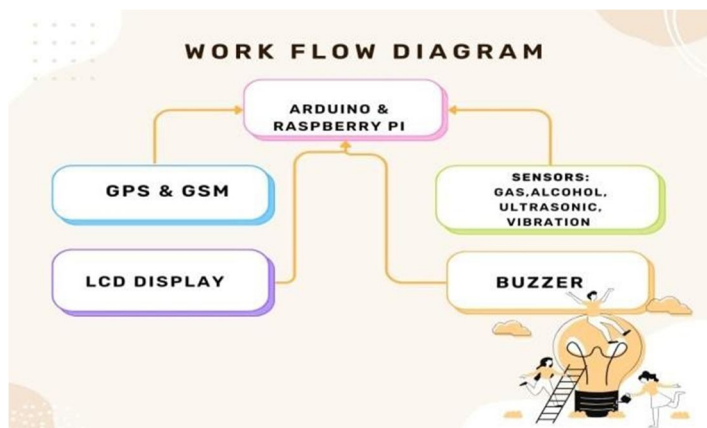 WORK FLOW DIAGRAM
ARDUINO &
RASPBERRY PI
GPS & GSM
SENSORS:
GAS,ALCOHOL,
ULTRASONIC,
VIBRATION
LCD DISPLAY
BUZZER